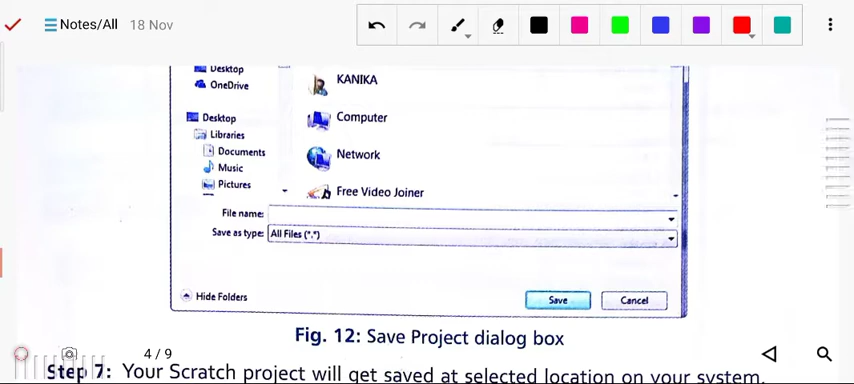 Notes/All 18 Nov
Desktop
OneDrive
KANIKA
Desktop
Computer
Libraries
Documents
Network
Music
Pictures
Free Video Joiner
File name:
Save as type: All Files (*.*)
Hide Folders
Save
Cancel
Fig. 12: Save Project dialog box
4 / 9
Step 7: Your Scratch project will get saved at selected location on your system.